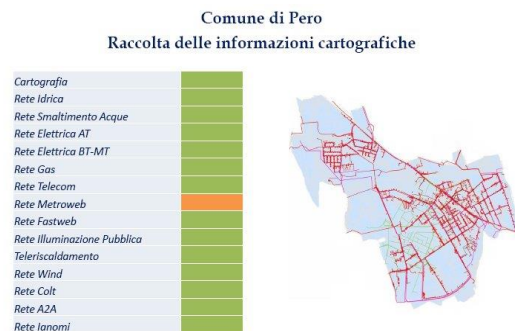 Comune di Pero
Raccolta delle informazioni cartografiche
Cartografia
Rete Idrica
Rete Smaltimento Acque
Rete Elettrica AT
Rete Elettrica BT-MT
Rete Gas
Rete Telecom
Rete Metroweb
Rete Fastweb
Rete Illuminazione Pubblica
Teleriscaldamento
Rete Wind
Rete Colt
Rete A2A
Rete Ianomi